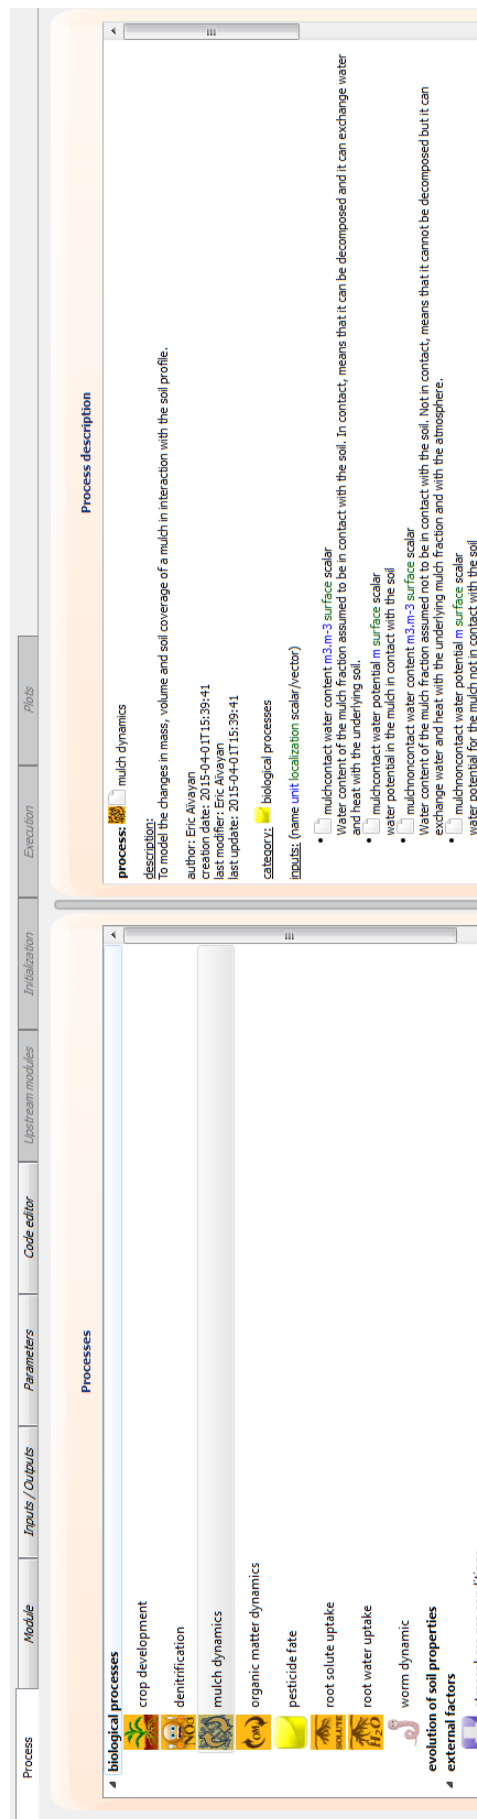 Process
Module
Inputs / Outputs
Parameters
Code editor
Upstream modules
Initialization
Execution
Plots
Processes
biological processes
crop development
denitrification
mulch dynamics
organic matter dynamics
pesticide fate
root solute uptake
root water uptake
worm dynamic
evolution of soil properties
external factors
Process description
process: mulch dynamics
description:
To model the changes in mass, volume and soil coverage of a mulch in interaction with the soil profile.
author: Eric Aïvayan
creation date: 2015-04-01T15:39:41
last modifier: Eric Aïvayan
last update: 2015-04-01T15:39:41
category: biological processes
inputs: (name unit localization scalar/vector)
• mulchcontact water content m3.m-3 surface scalar
Water content of the mulch fraction assumed to be in contact with the soil. In contact, means that it can be decomposed and it can exchange water
and heat with the underlying soil.
• mulchcontact water potential m surface scalar
water potential in the mulch in contact with the soil
• mulchnoncontact water content m3.m-3 surface scalar
Water content of the mulch fraction assumed not to be in contact with the soil. Not in contact, means that it cannot be decomposed but it can
exchange water and heat with the underlying mulch fraction and with the atmosphere.
• mulchnoncontact water potential m surface scalar
water potential for the mulch not in contact with the soil